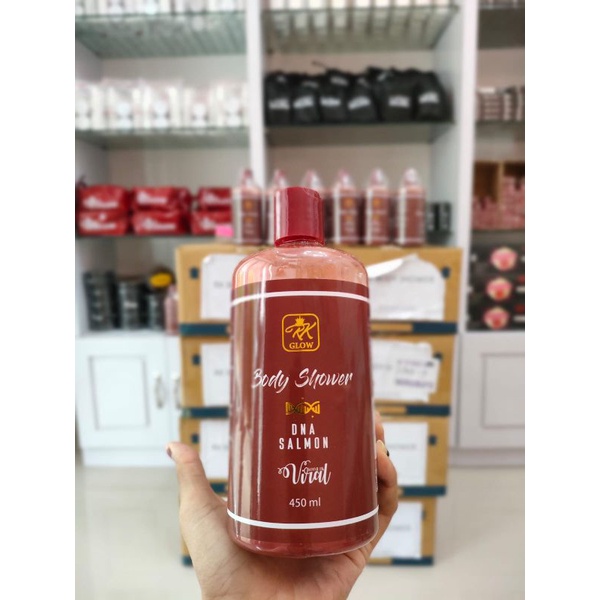 RK
GLOW
Body Shower
DNA
SALMON
Viral
450 ml